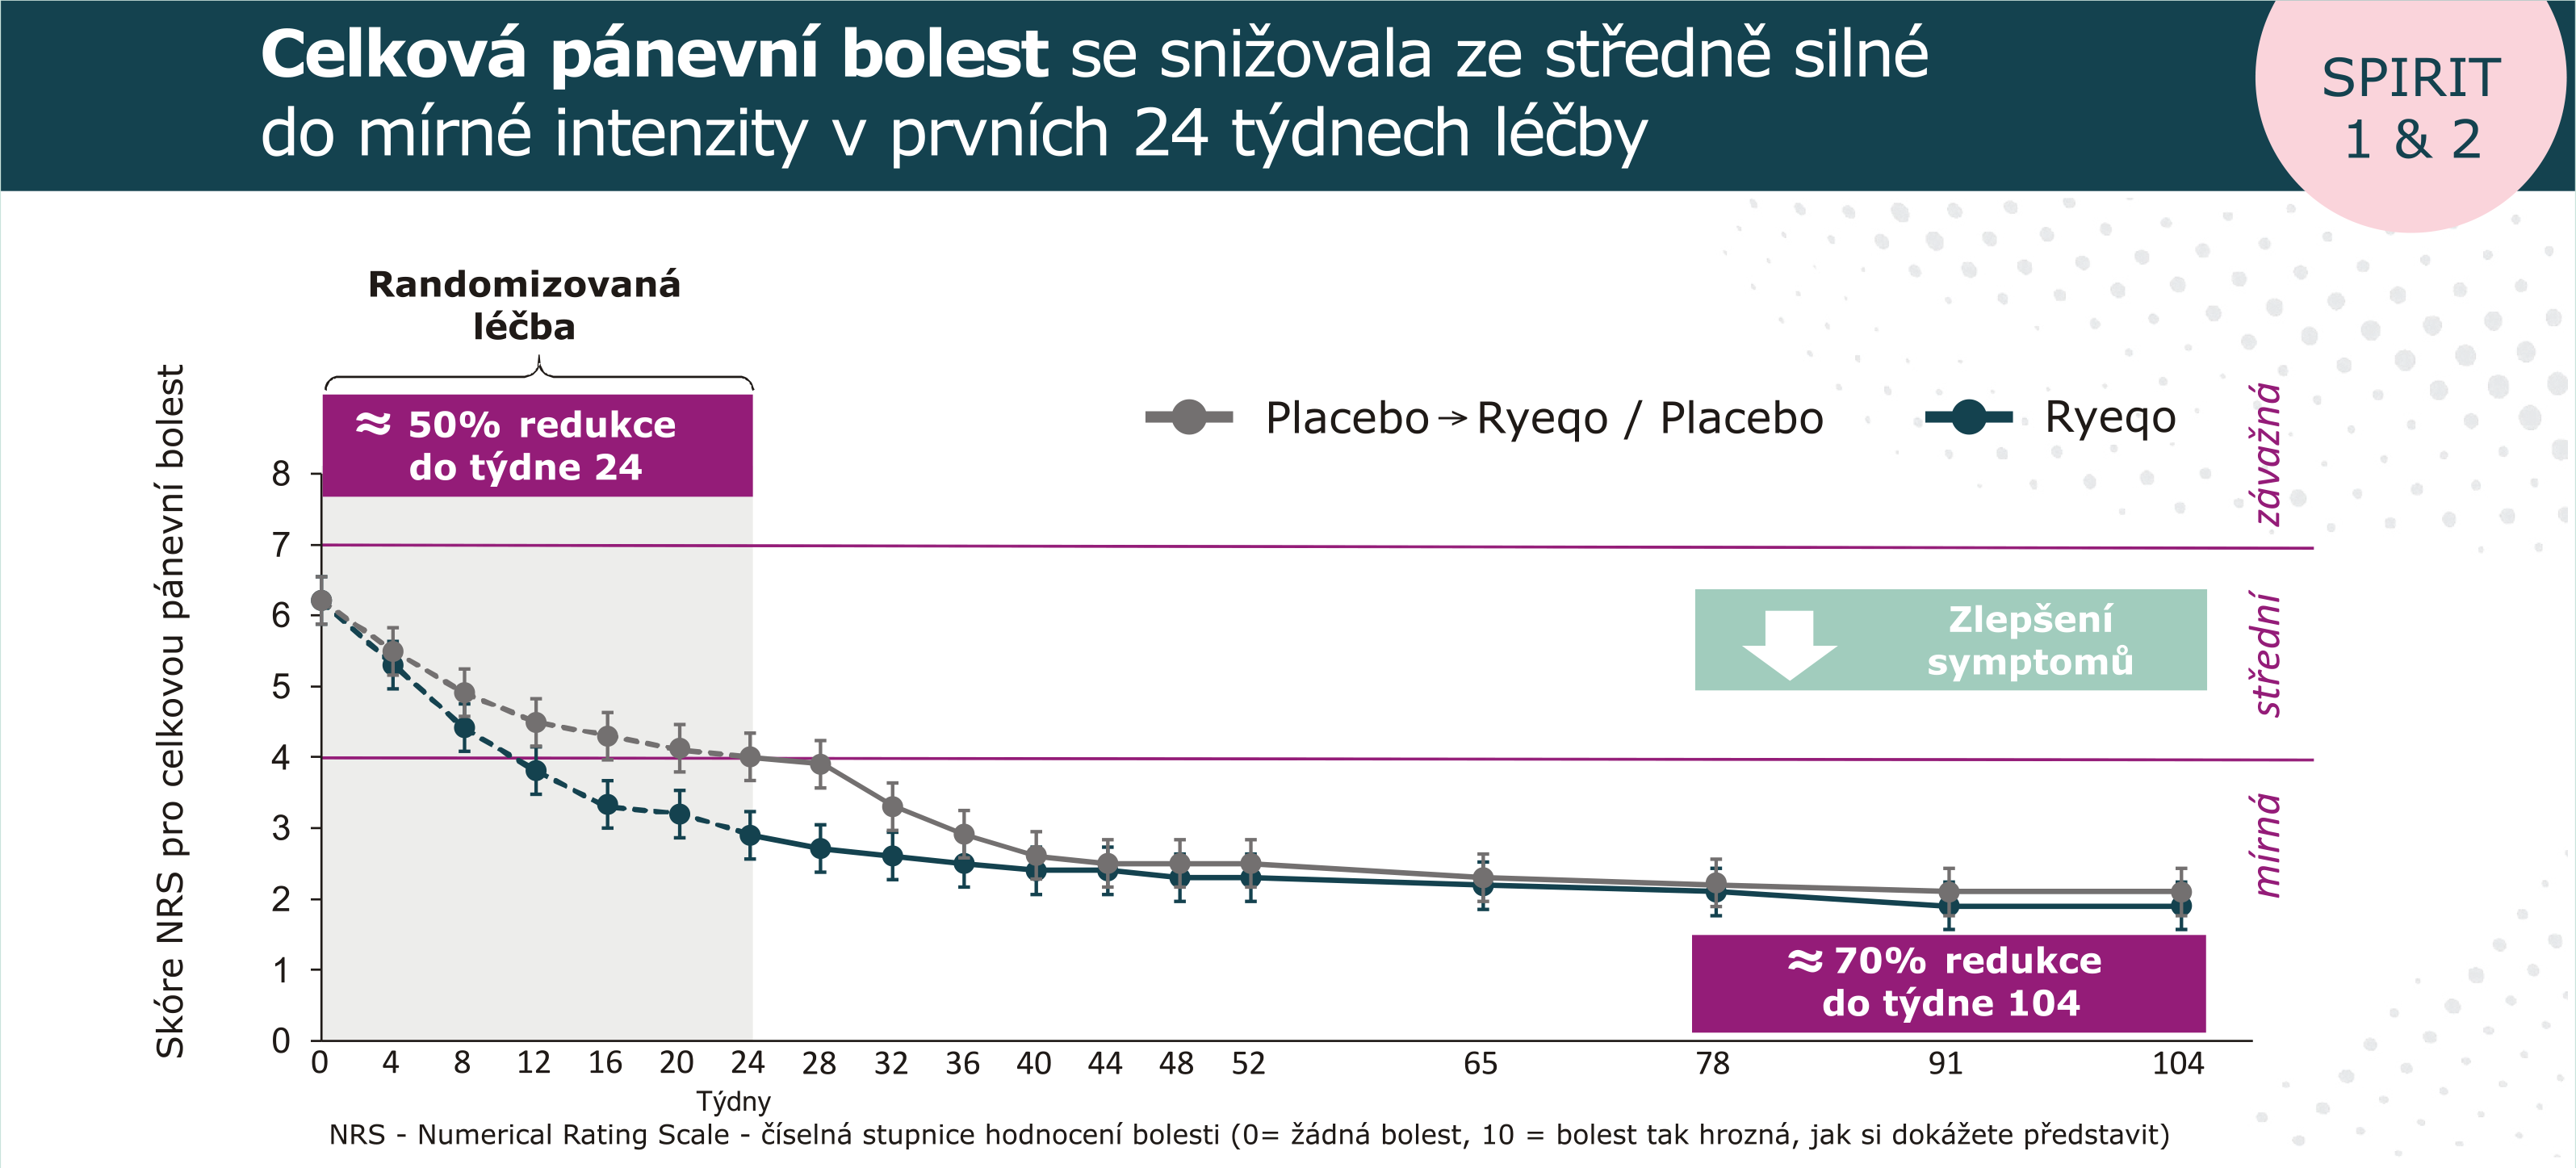 Celková pánevní bolest se snižovala ze středně silné
do mírné intenzity v prvních 24 týdnech léčby
SPIRIT
1 & 2
Randomizovaná
léčba
≈ 50% redukce
do týdne 24
Placebo→Ryeqo / Placebo
Ryeqo
Skóre NRS pro celkovou pánevní bolest
8
7
6
5
4
3
2
1
0
závažná
střední
mírná
Zlepšení
symptomů
≈ 70% redukce
do týdne 104
0 4 8 12 16 20 24 28 32 36 40 44 48 52 65 78 91 104
Týdny
NRS - Numerical Rating Scale - číselná stupnice hodnocení bolesti (0= žádná bolest, 10 = bolest tak hrozná, jak si dokážete představit)